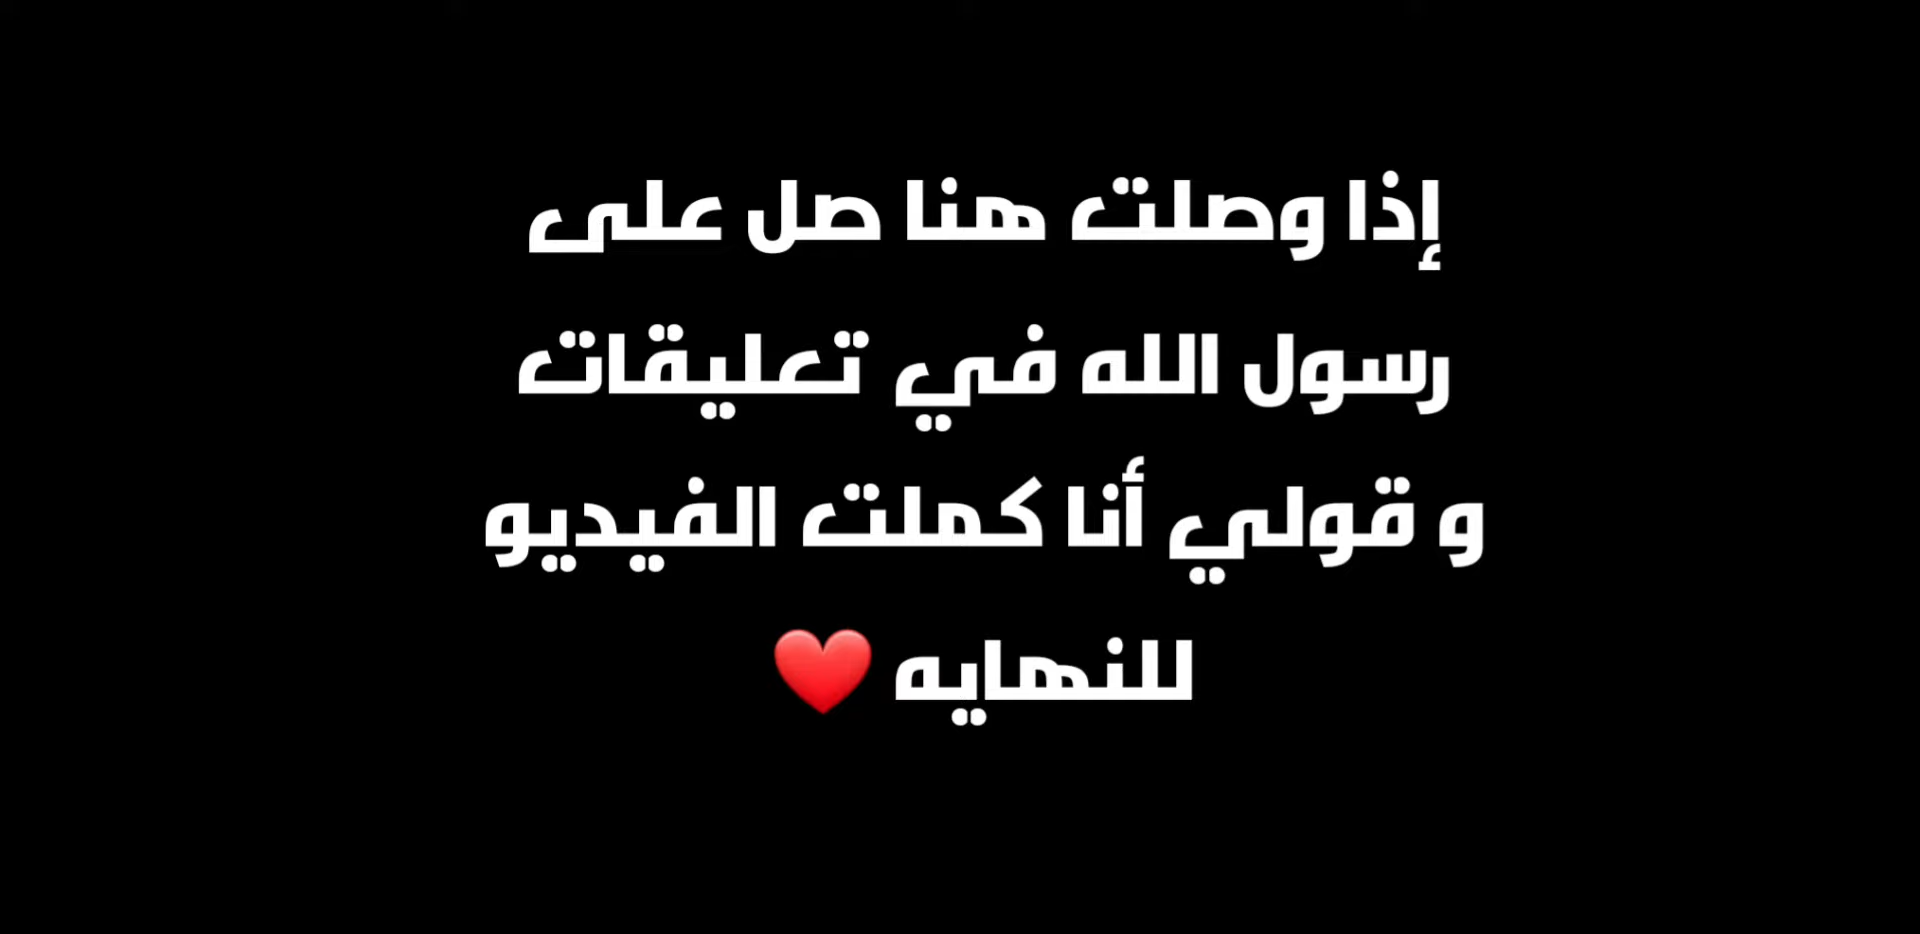 إذا وصلت هنا صل على
رسول الله في تعليقات
و قولي أنا كملت الفيديو
للنهايه ❤️